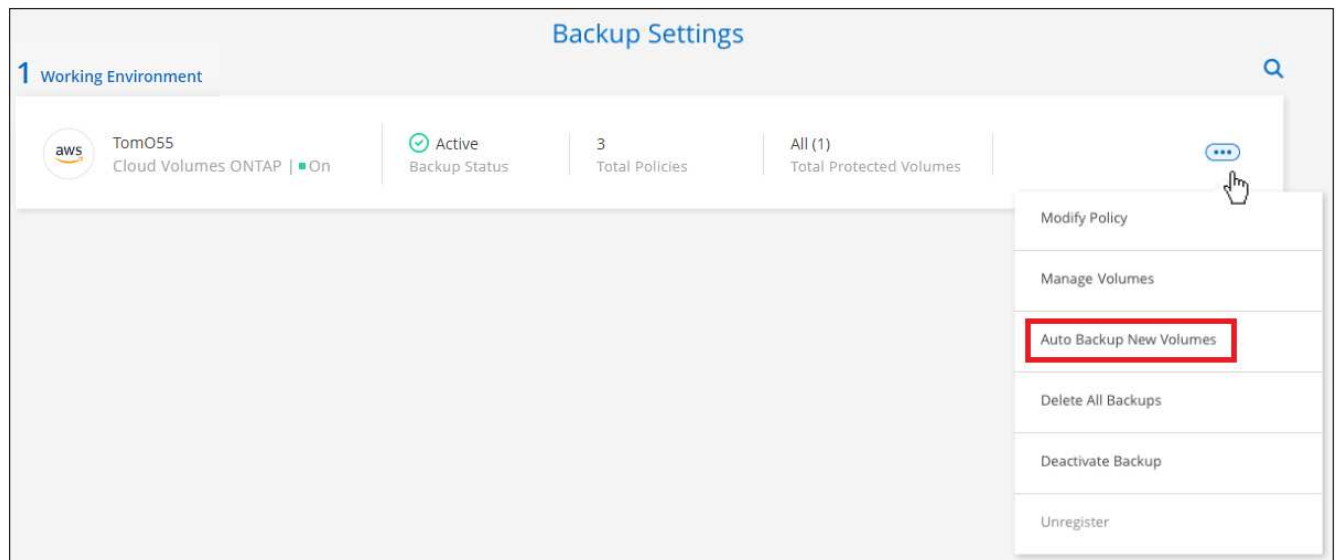 Backup Settings
1 Working Environment
aws
TomO55
Cloud Volumes ONTAP | On
Active
Backup Status
3
Total Policies
All (1)
Total Protected Volumes
Modify Policy
Manage Volumes
Auto Backup New Volumes
Delete All Backups
Deactivate Backup
Unregister